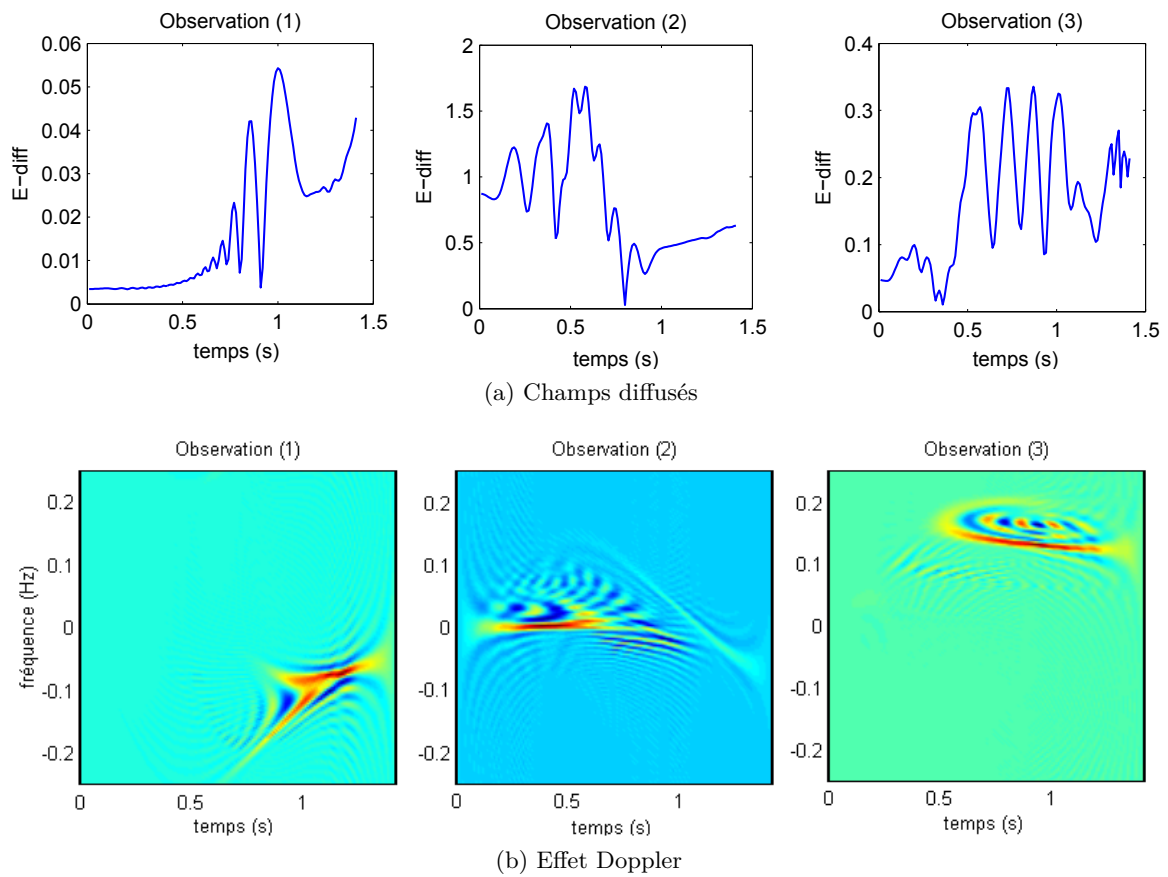 Observation (1)
Observation (2)
Observation (3)
0.06
0.05
0.04
0.03
0.02
0.01
0
E−diff
0
0.5
1
1.5
temps (s)
2
1.5
1
0.5
0
E−diff
0
0.5
1
1.5
temps (s)
0.4
0.3
0.2
0.1
0
E−diff
0
0.5
1
1.5
temps (s)
(a) Champs diffusés
Observation (1)
Observation (2)
Observation (3)
0.2
0.1
0
-0.1
-0.2
fréquence (Hz)
0
0.5
1
temps (s)
0.2
0.1
0
-0.1
-0.2
0
0.5
1
temps (s)
0.2
0.1
0
-0.1
-0.2
0
0.5
1
temps (s)
(b) Effet Doppler